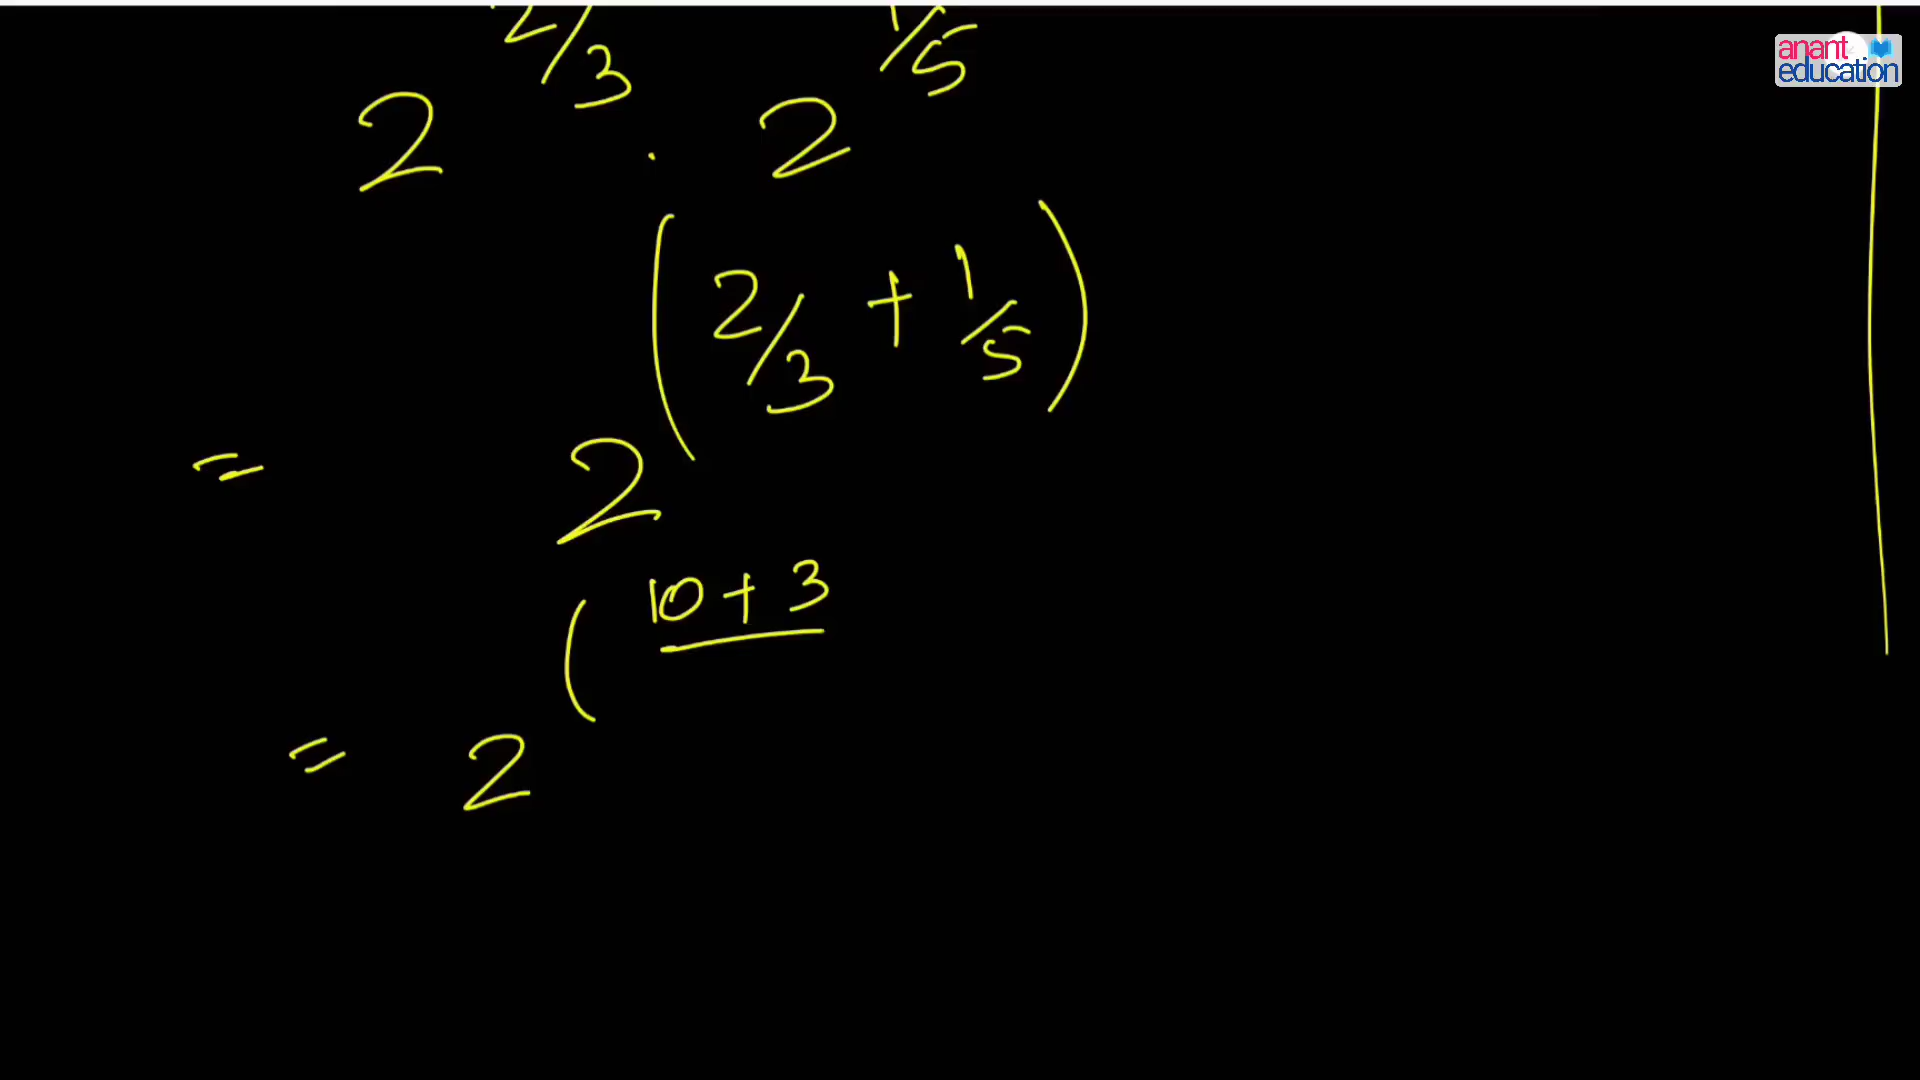 2^2/3 . 2^1/5
= 2^(2/3 + 1/5)
= 2^(10+3
anant
education